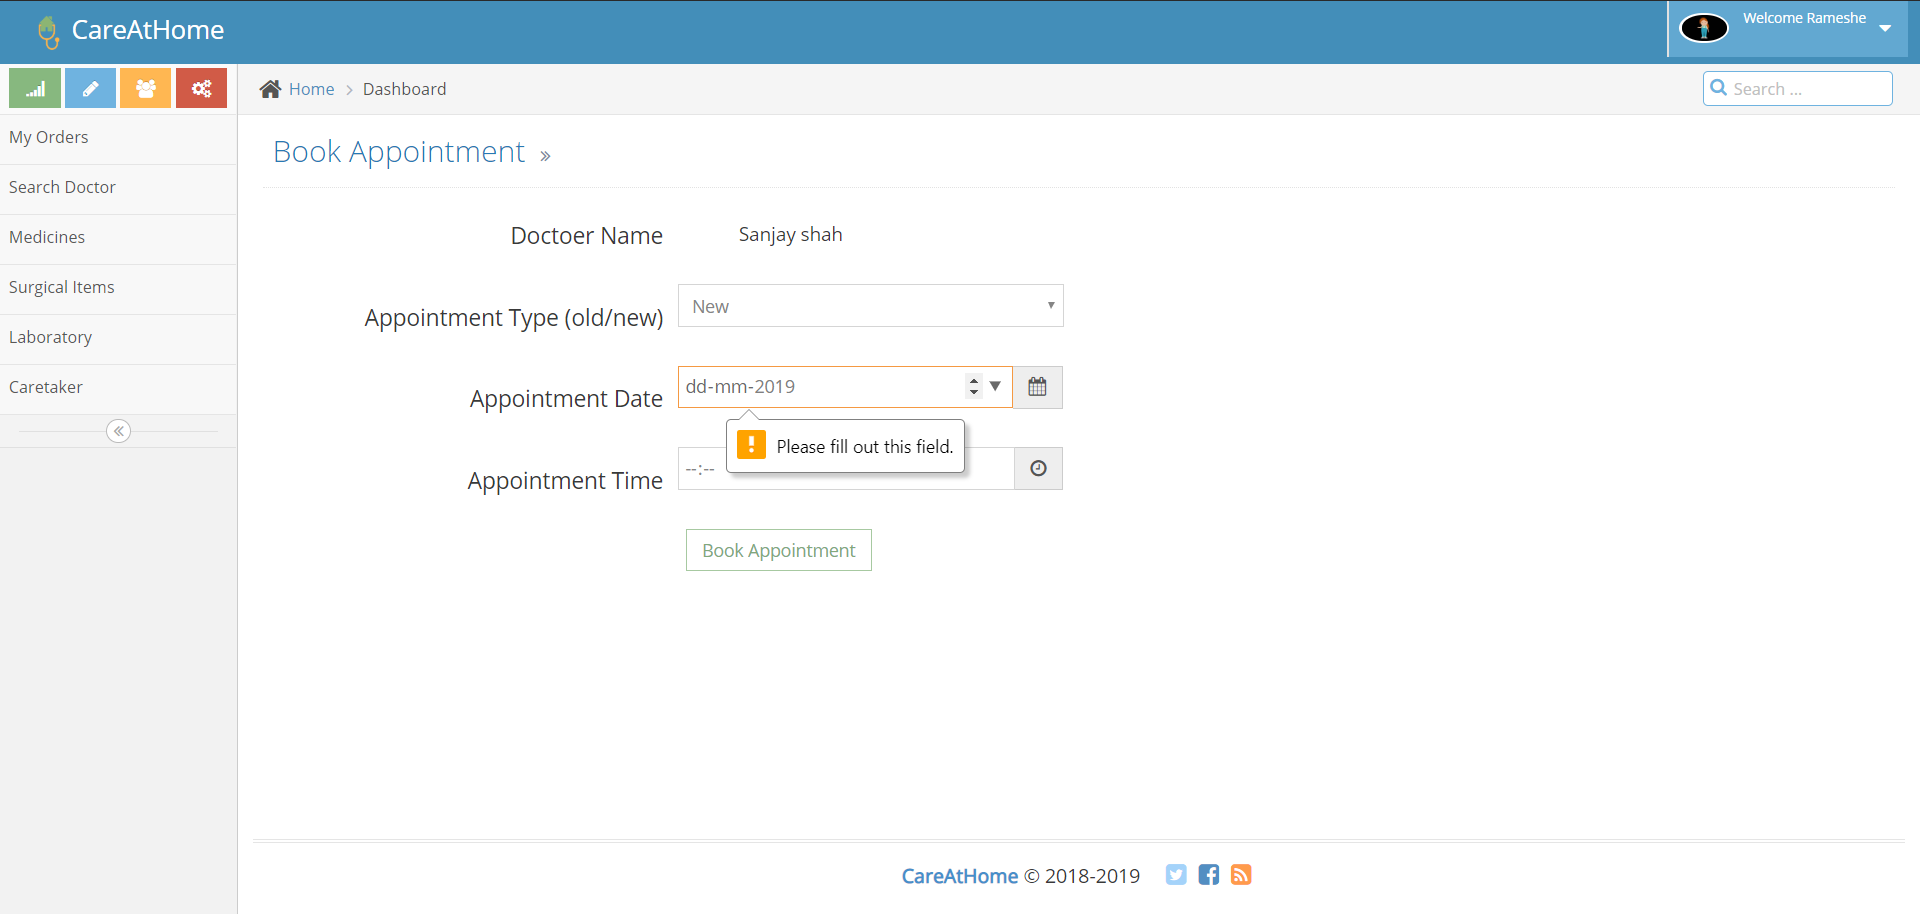 CareAtHome
Welcome Rameshe
Home
Dashboard
Search ...
My Orders
Search Doctor
Medicines
Surgical Items
Laboratory
Caretaker
Book Appointment »
Doctoer Name
Sanjay shah
Appointment Type (old/new)
New
Appointment Date
dd-mm-2019
Please fill out this field.
Appointment Time
--:--
Book Appointment
CareAtHome © 2018-2019